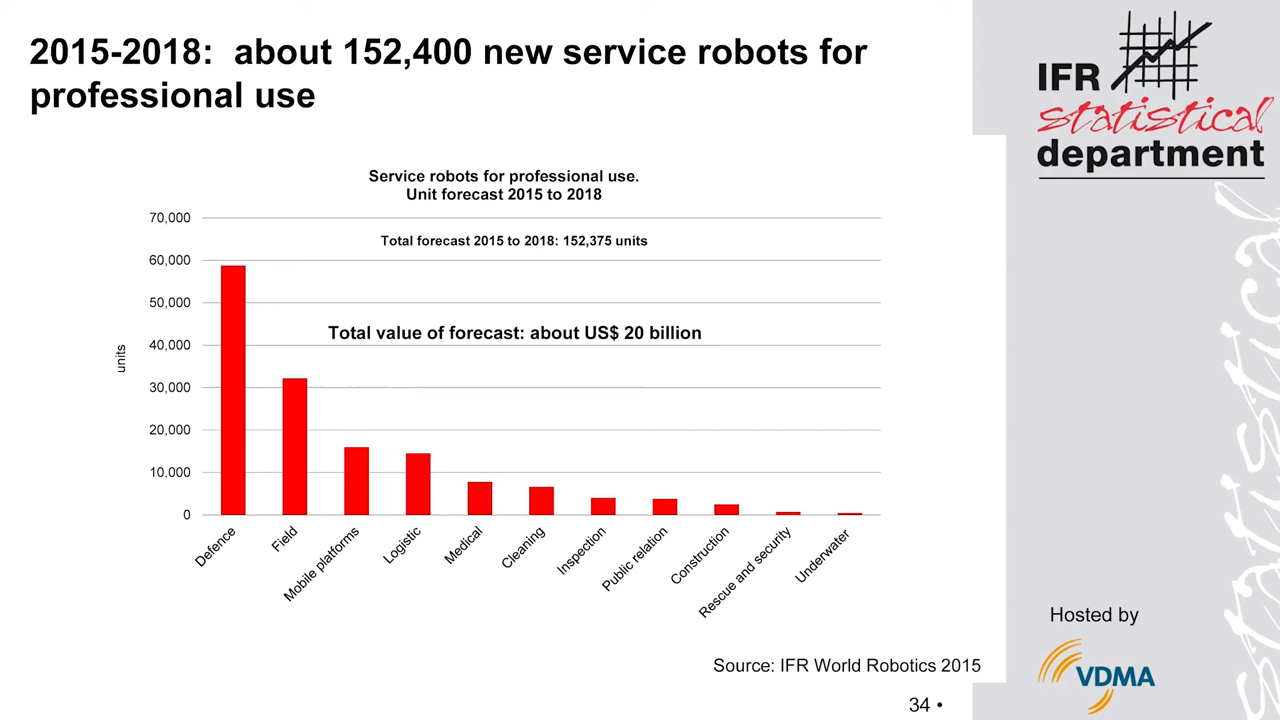 2015-2018:  about 152,400 new service robots for
professional use
IFR
statistical
department
Service robots for professional use.
Unit forecast 2015 to 2018
Total forecast 2015 to 2018: 152,375 units
Total value of forecast: about US$ 20 billion
units
70,000
60,000
50,000
40,000
30,000
20,000
10,000
0
Defence
Field
Mobile platforms
Logistic
Medical
Cleaning
Inspection
Public relation
Construction
Rescue and security
Underwater
statistical
statistical
Hosted by
VDMA
Source: IFR World Robotics 2015
34 •